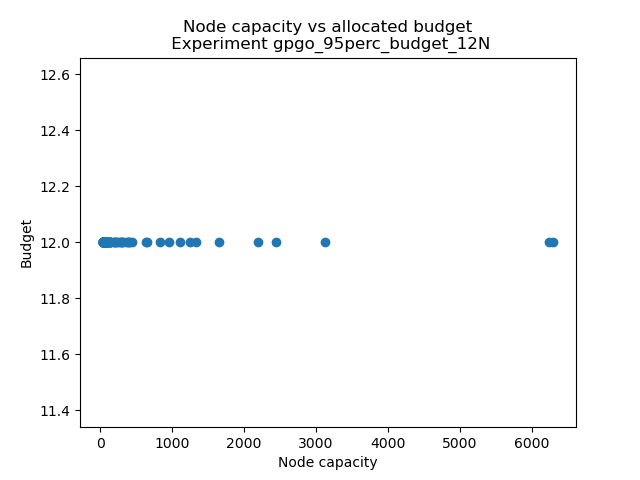 Node capacity vs allocated budget
Experiment gpgo_95perc_budget_12N
12.6
12.4
12.2
12.0
11.8
11.6
11.4
Budget
0 1000 2000 3000 4000 5000 6000
Node capacity